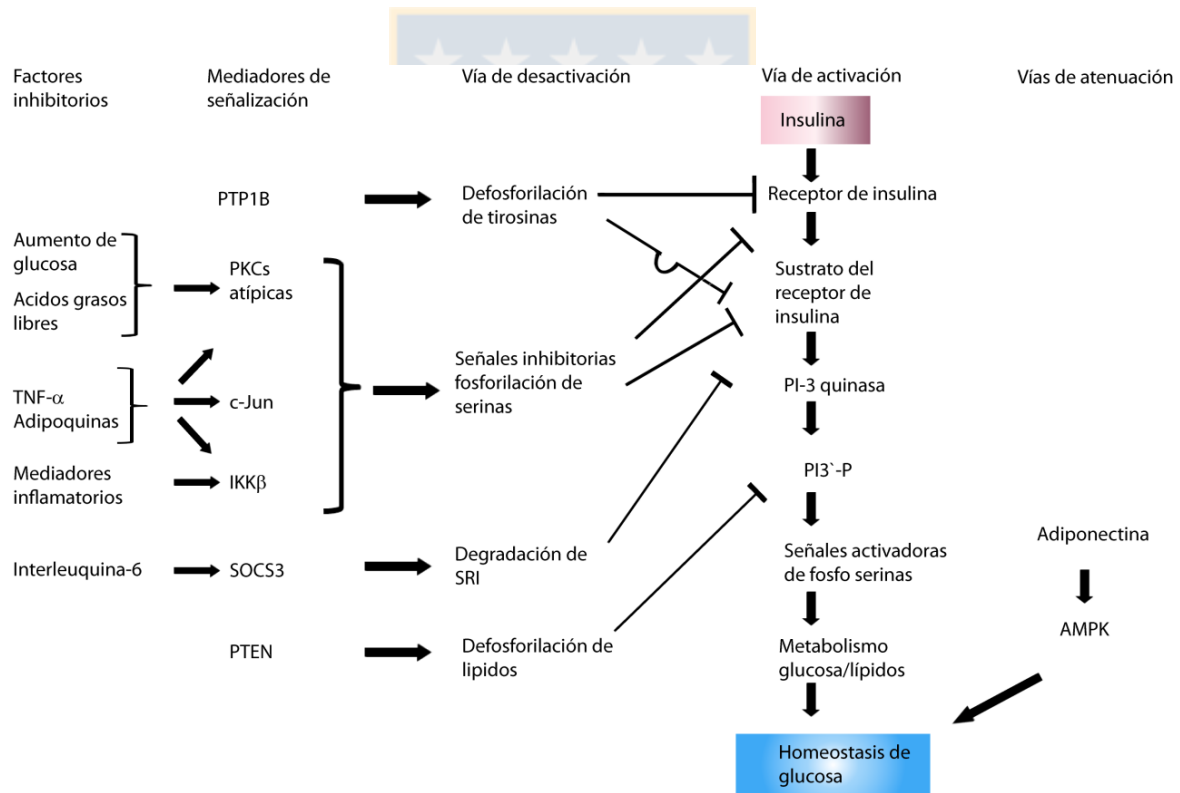 Factores
inhibitorios
Mediadores de
señalización
Vía de desactivación
Vía de activación
Vías de atenuación
Insulina
PTP1B
Defosforilación
de tirosinas
Receptor de insulina
Aumento de
glucosa
Acidos grasos
libres
PKCs
atípicas
Sustrato del
receptor de
insulina
Señales inhibitorias
fosforilación de
serinas
TNF-α
Adipoquinas
c-Jun
PI-3 quinasa
Mediadores
inflamatorios
IKKβ
PI3`-P
Interleuquina-6
SOCS3
Degradación de
SRI
Señales activadoras
de fosfo serinas
Adiponectina
AMPK
PTEN
Defosforilación de
lipidos
Metabolismo
glucosa/lípidos
Homeostasis de
glucosa